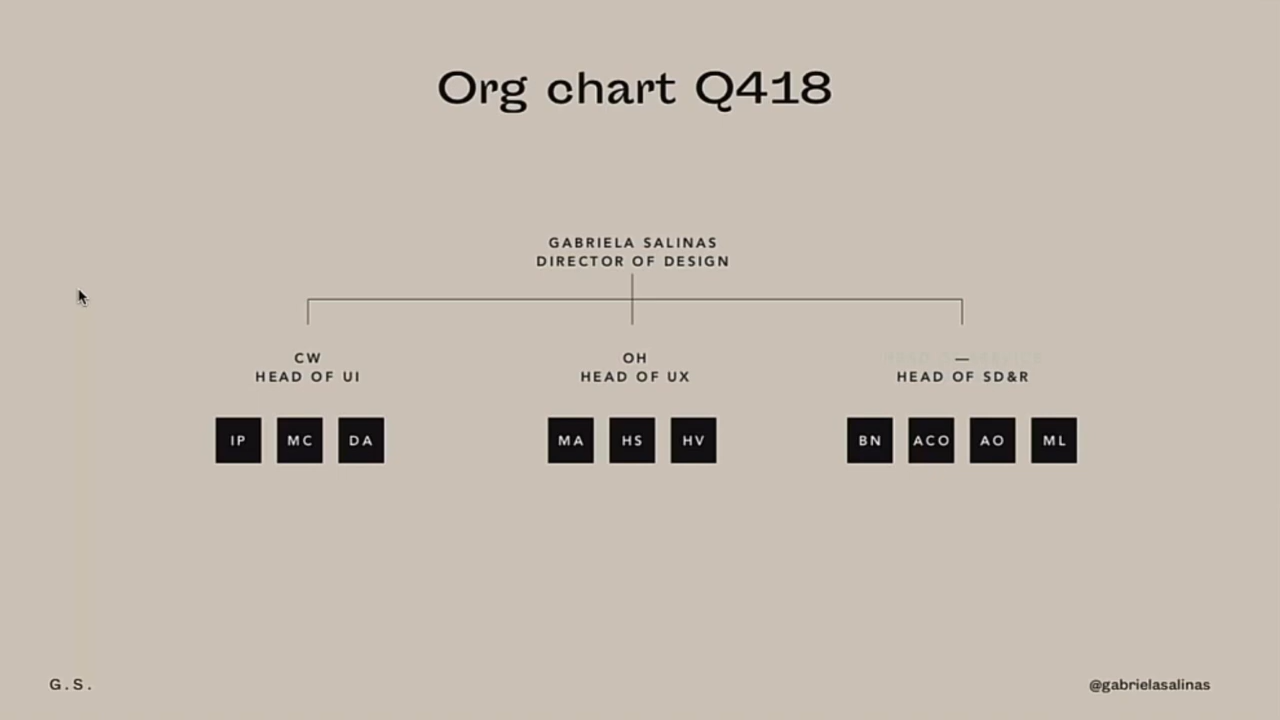 Org chart Q418
GABRIELA SALINAS
DIRECTOR OF DESIGN
CW
HEAD OF UI
OH
HEAD OF UX
—
HEAD OF SD&R
IP MC DA
MA HS HV
BN ACO AO ML
G.S.
@gabrielasalinas